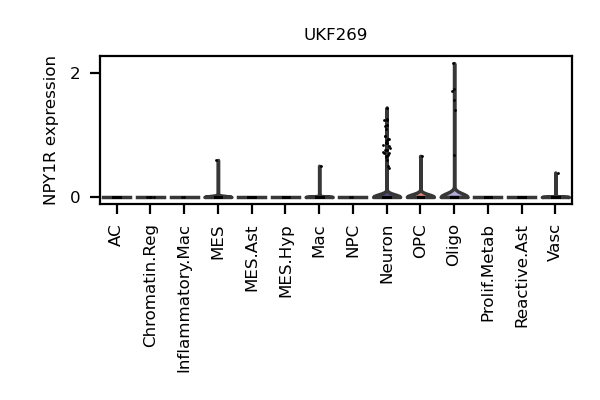 UKF269
NPY1R expression
2
0
AC
Chromatin.Reg
Inflammatory.Mac
MES
MES.Ast
MES.Hyp
Mac
NPC
Neuron
OPC
Oligo
Prolif.Metab
Reactive.Ast
Vasc